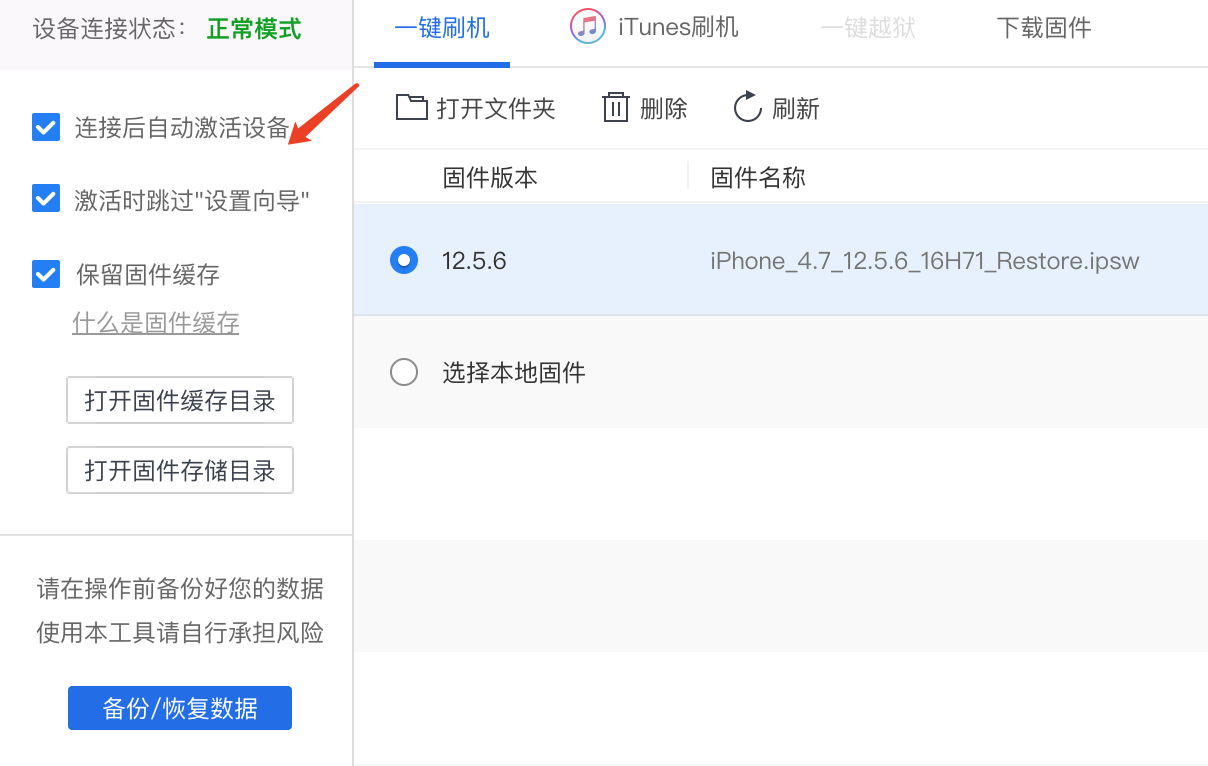 设备连接状态： 正常模式
连接后自动激活设备
激活时跳过"设置向导"
保留固件缓存
什么是固件缓存
打开固件缓存目录
打开固件存储目录
请在操作前备份好您的数据
使用本工具请自行承担风险
备份/恢复数据
一键刷机 iTunes刷机 一键越狱 下载固件
打开文件夹 删除 刷新
固件版本 固件名称
12.5.6 iPhone_4.7_12.5.6_16H71_Restore.ipsw
选择本地固件